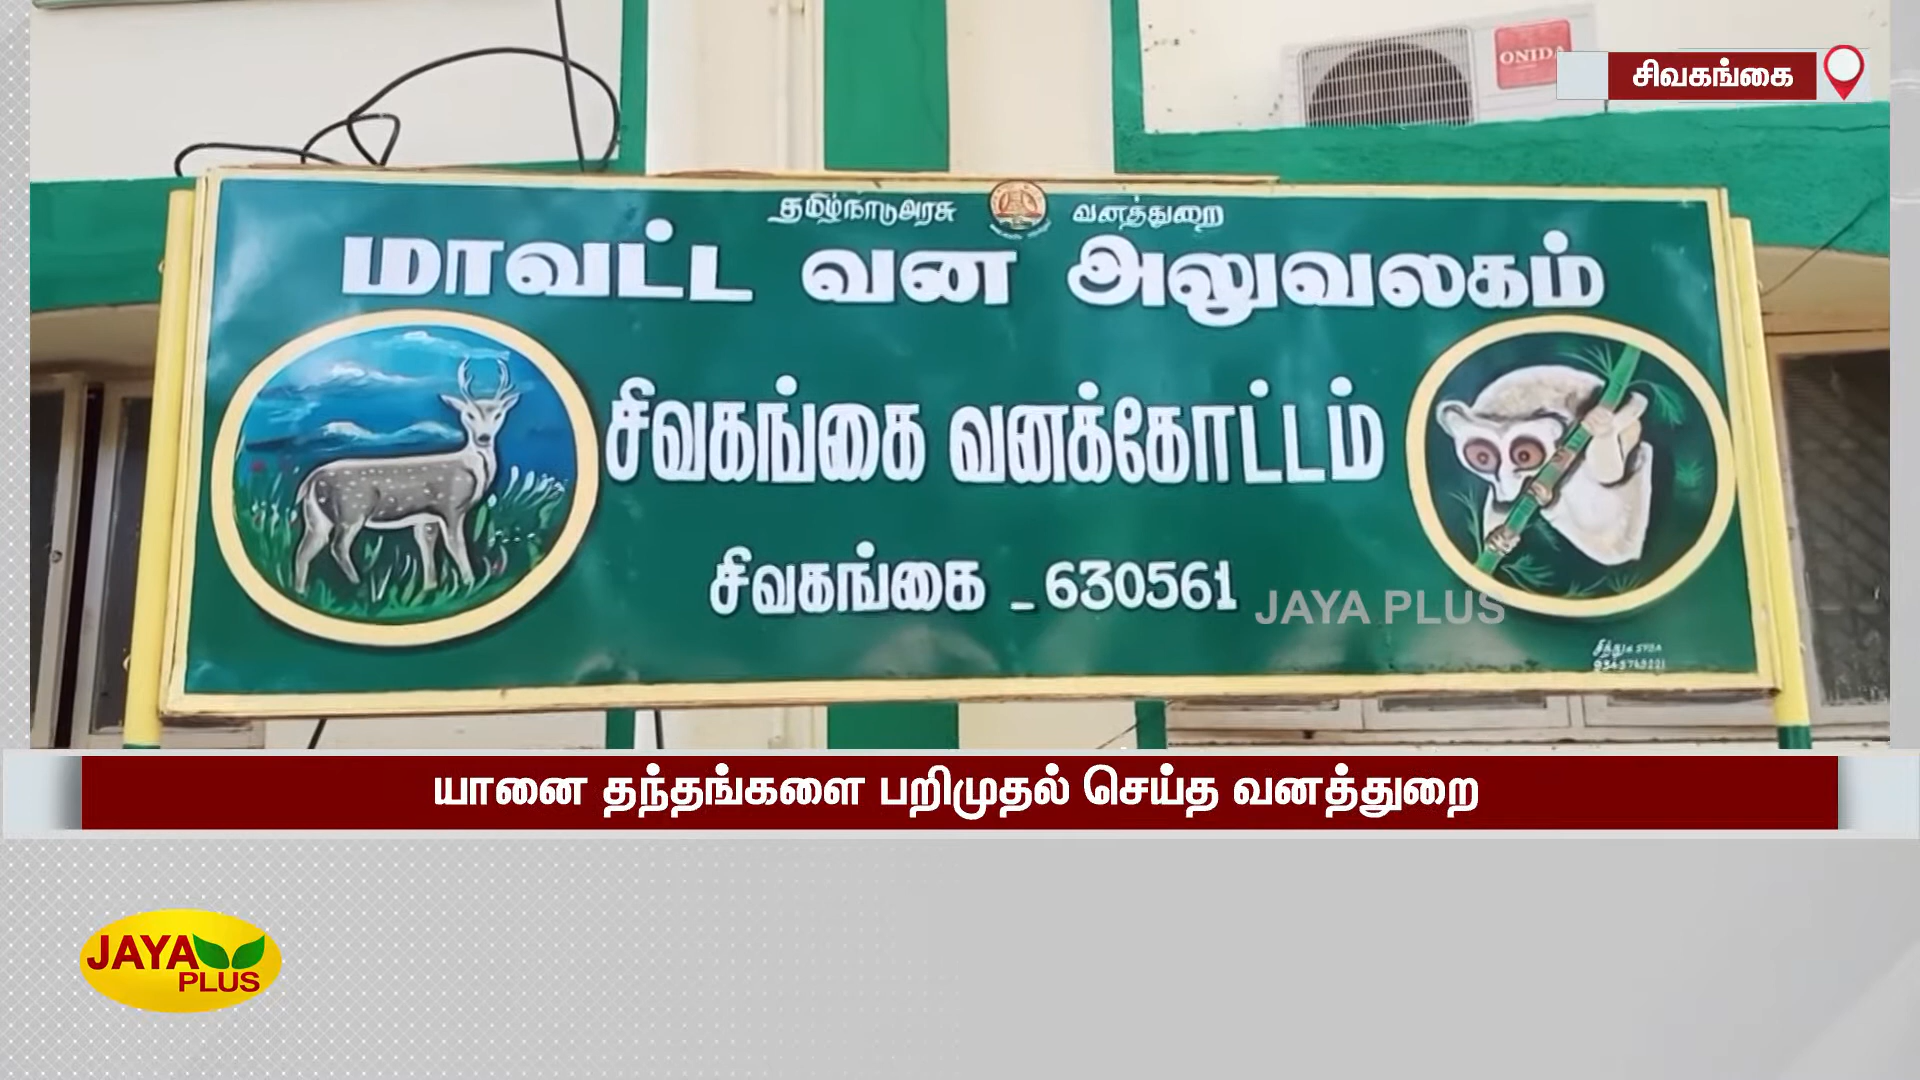 ONIDA
சிவகங்கை
தமிழ்நாடு அரசு வனத்துறை
மாவட்ட வன அலுவலகம்
சிவகங்கை வனக்கோட்டம்
சிவகங்கை - 630561
JAYA PLUS
யானை தந்தங்களை பறிமுதல் செய்த வனத்துறை
JAYA
PLUS